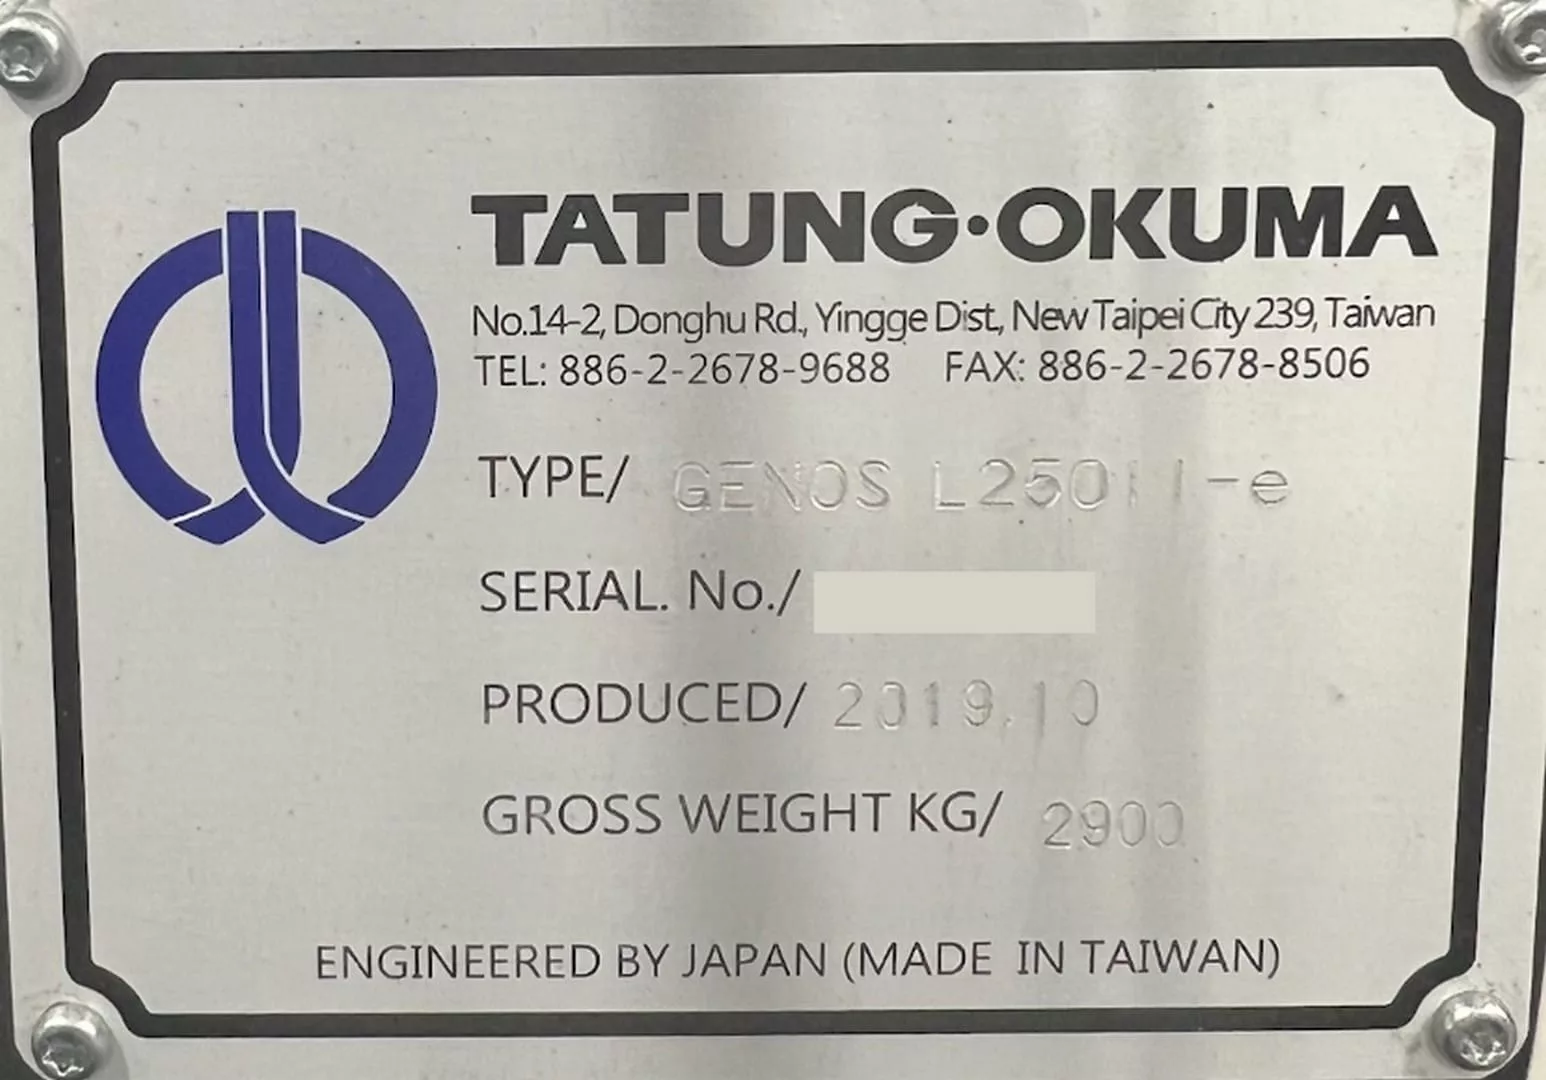 TATUNG·OKUMA
No.14-2, Donghu Rd., Yingge Dist., New Taipei City 239, Taiwan
TEL: 886-2-2678-9688 FAX: 886-2-2678-8506
TYPE/ GENOS L250II-e
SERIAL. No./
PRODUCED/ 2019.10
GROSS WEIGHT KG/ 2900
ENGINEERED BY JAPAN (MADE IN TAIWAN)